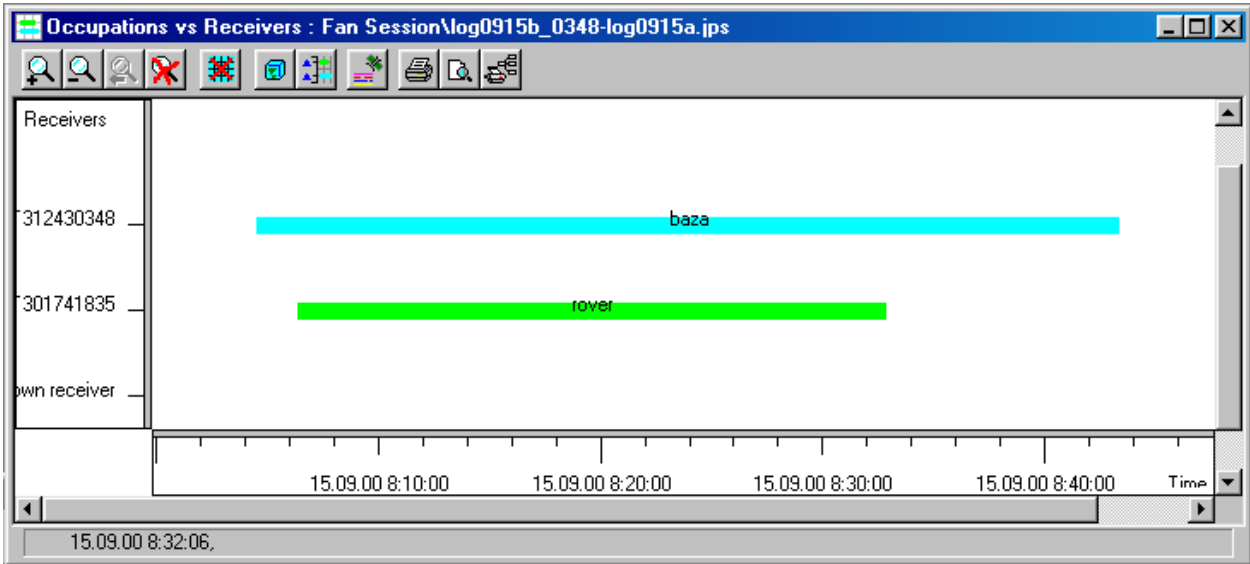 Occupations vs Receivers : Fan Session\log0915b_0348-log0915a.jps
Receivers
T312430348
baza
T301741835
rover
own receiver
15.09.00 8:10:00 15.09.00 8:20:00 15.09.00 8:30:00 15.09.00 8:40:00 Time
15.09.00 8:32:06,